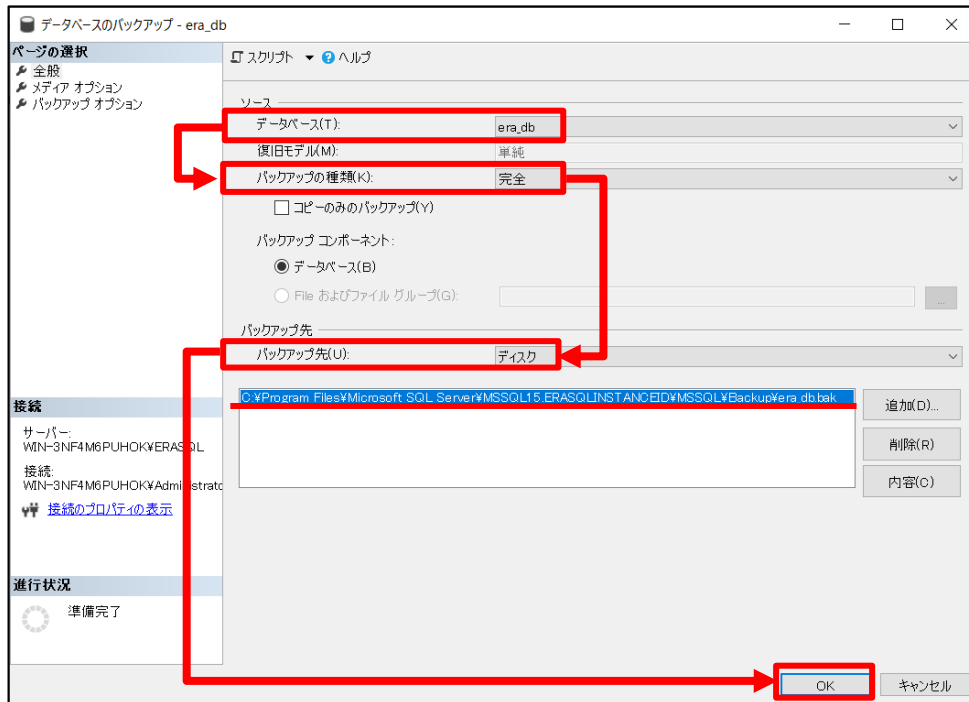 データベースのバックアップ - era_db
ページの選択
全般
メディア オプション
バックアップ オプション
スクリプト ヘルプ
ソース
データベース(T): era_db
復旧モデル(M): 単純
バックアップの種類(K): 完全
コピーのみのバックアップ(Y)
バックアップ コンポーネント:
データベース(B)
File およびファイル グループ(G): ...
バックアップ先
バックアップ先(U): ディスク
C:¥Program Files¥Microsoft SQL Server¥MSSQL15.ERASQLINSTANCEID¥MSSQL¥Backup¥era_db.bak
追加(D)...
削除(R)
内容(C)
接続
サーバー:
WIN-3NF4M6PUHOK¥ERASQL
接続:
WIN-3NF4M6PUHOK¥Administrato
接続のプロパティの表示
進行状況
準備完了
OK キャンセル